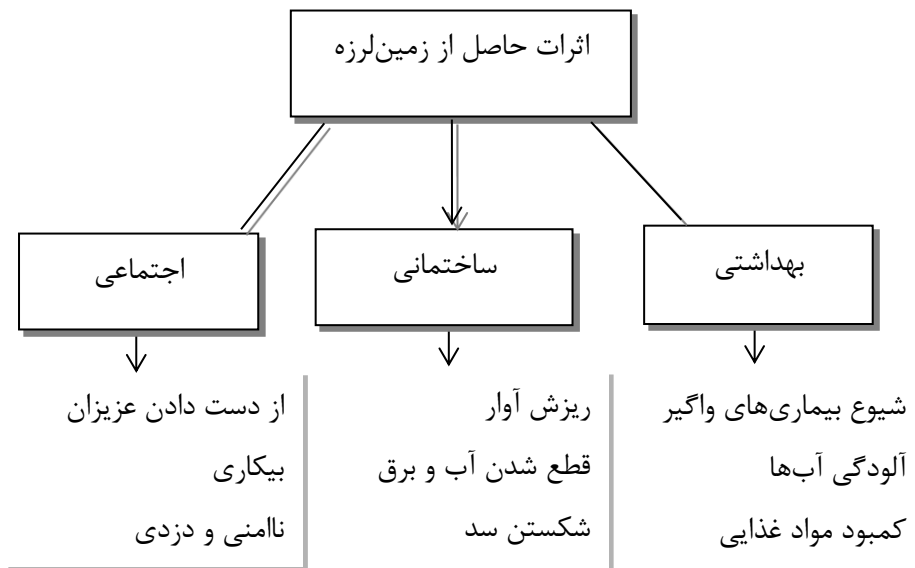 اثرات حاصل از زمین‌لرزه
بهداشتی
ساختمانی
اجتماعی
شیوع بیماری‌های واگیر
آلودگی آب‌ها
کمبود مواد غذایی
ریزش آوار
قطع شدن آب و برق
شکستن سد
از دست دادن عزیزان
بیکاری
ناامنی و دزدی